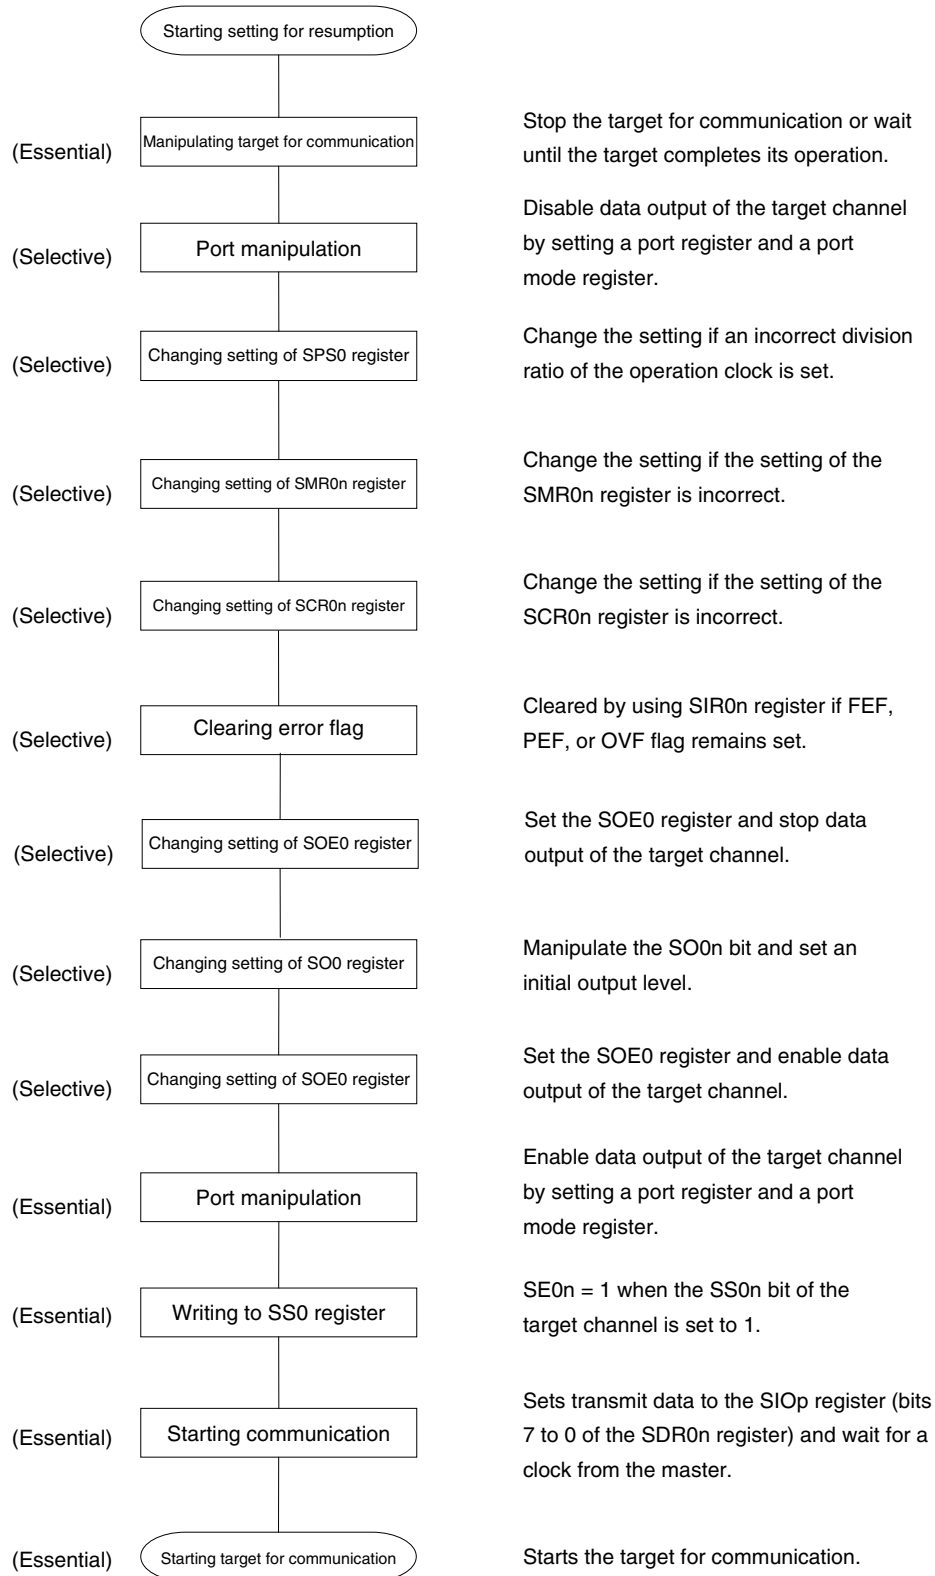 Starting setting for resumption
(Essential)
Manipulating target for communication
Stop the target for communication or wait
until the target completes its operation.
(Selective)
Port manipulation
Disable data output of the target channel
by setting a port register and a port
mode register.
(Selective)
Changing setting of SPS0 register
Change the setting if an incorrect division
ratio of the operation clock is set.
(Selective)
Changing setting of SMR0n register
Change the setting if the setting of the
SMR0n register is incorrect.
(Selective)
Changing setting of SCR0n register
Change the setting if the setting of the
SCR0n register is incorrect.
(Selective)
Clearing error flag
Cleared by using SIR0n register if FEF,
PEF, or OVF flag remains set.
(Selective)
Changing setting of SOE0 register
Set the SOE0 register and stop data
output of the target channel.
(Selective)
Changing setting of SO0 register
Manipulate the SO0n bit and set an
initial output level.
(Selective)
Changing setting of SOE0 register
Set the SOE0 register and enable data
output of the target channel.
(Essential)
Port manipulation
Enable data output of the target channel
by setting a port register and a port
mode register.
(Essential)
Writing to SS0 register
SE0n = 1 when the SS0n bit of the
target channel is set to 1.
(Essential)
Starting communication
Sets transmit data to the SIOp register (bits
7 to 0 of the SDR0n register) and wait for a
clock from the master.
(Essential)
Starting target for communication
Starts the target for communication.